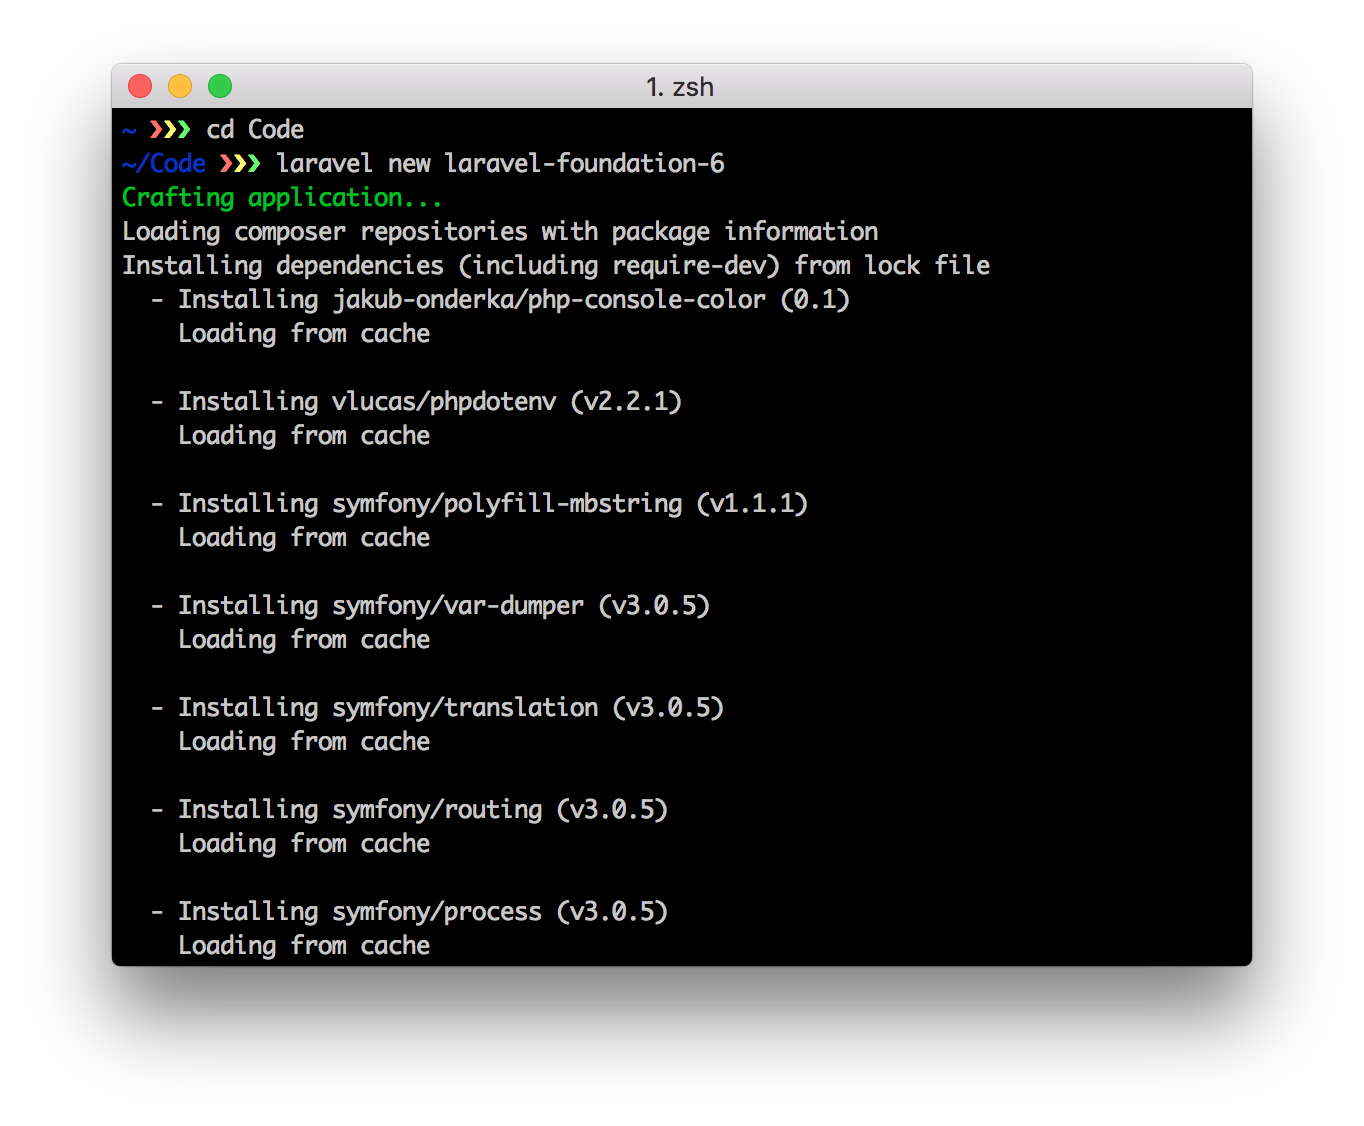 1. zsh
~ ❯❯❯ cd Code
~/Code ❯❯❯ laravel new laravel-foundation-6
Crafting application...
Loading composer repositories with package information
Installing dependencies (including require-dev) from lock file
  - Installing jakub-onderka/php-console-color (0.1)
    Loading from cache

  - Installing vlucas/phpdotenv (v2.2.1)
    Loading from cache

  - Installing symfony/polyfill-mbstring (v1.1.1)
    Loading from cache

  - Installing symfony/var-dumper (v3.0.5)
    Loading from cache

  - Installing symfony/translation (v3.0.5)
    Loading from cache

  - Installing symfony/routing (v3.0.5)
    Loading from cache

  - Installing symfony/process (v3.0.5)
    Loading from cache